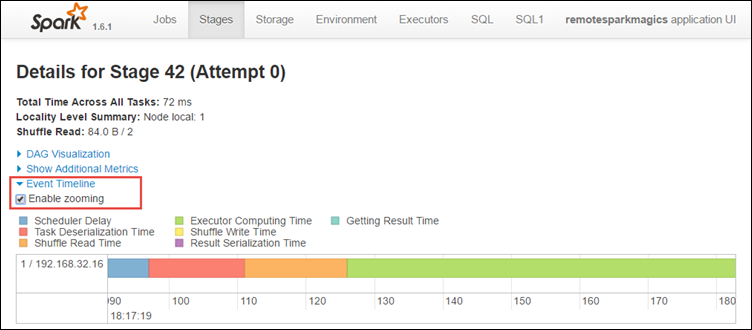 Spark 1.6.1 Jobs Stages Storage Environment Executors SQL SQL1 remotesparkmagics application UI
Details for Stage 42 (Attempt 0)
Total Time Across All Tasks: 72 ms
Locality Level Summary: Node local: 1
Shuffle Read: 84.0 B / 2
DAG Visualization
Show Additional Metrics
Event Timeline
Enable zooming
Scheduler Delay Executor Computing Time Getting Result Time
Task Deserialization Time Shuffle Write Time
Shuffle Read Time Result Serialization Time
1 / 192.168.32.16
090 100 110 120 130 140 150 160 170 180
18:17:19